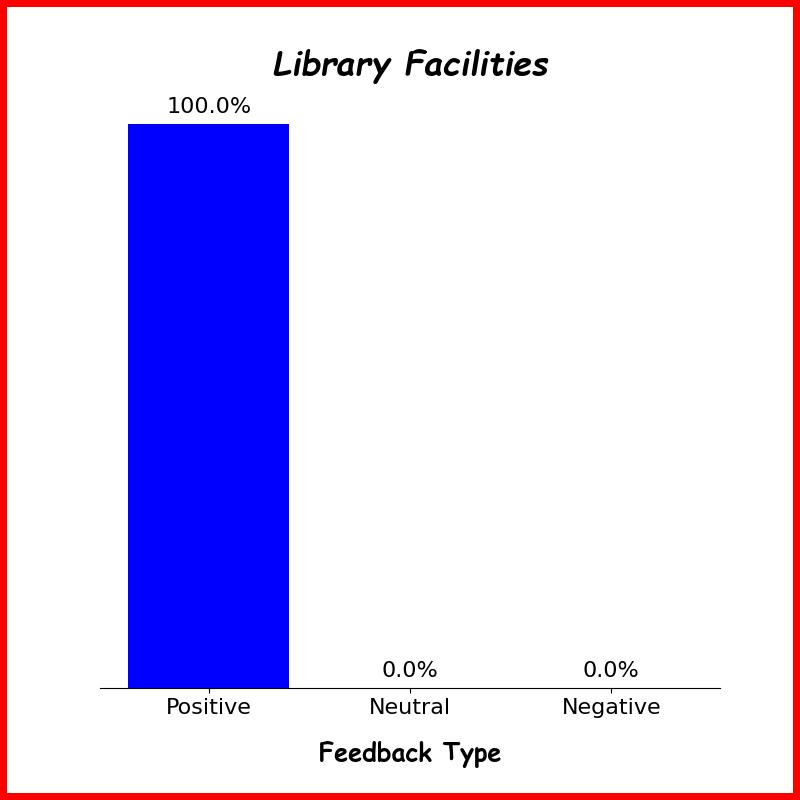 Library Facilities
100.0%
0.0% 0.0%
Positive Neutral Negative
Feedback Type